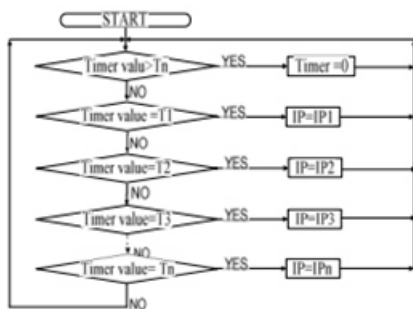 START
Timer valu>Tn YES Timer =0
NO
Timer value =T1 YES IP=IP1
NO
Timer value=T2 YES IP=IP2
NO
Timer value=T3 YES IP=IP3
NO
Timer value= Tn YES IP=IPn
NO